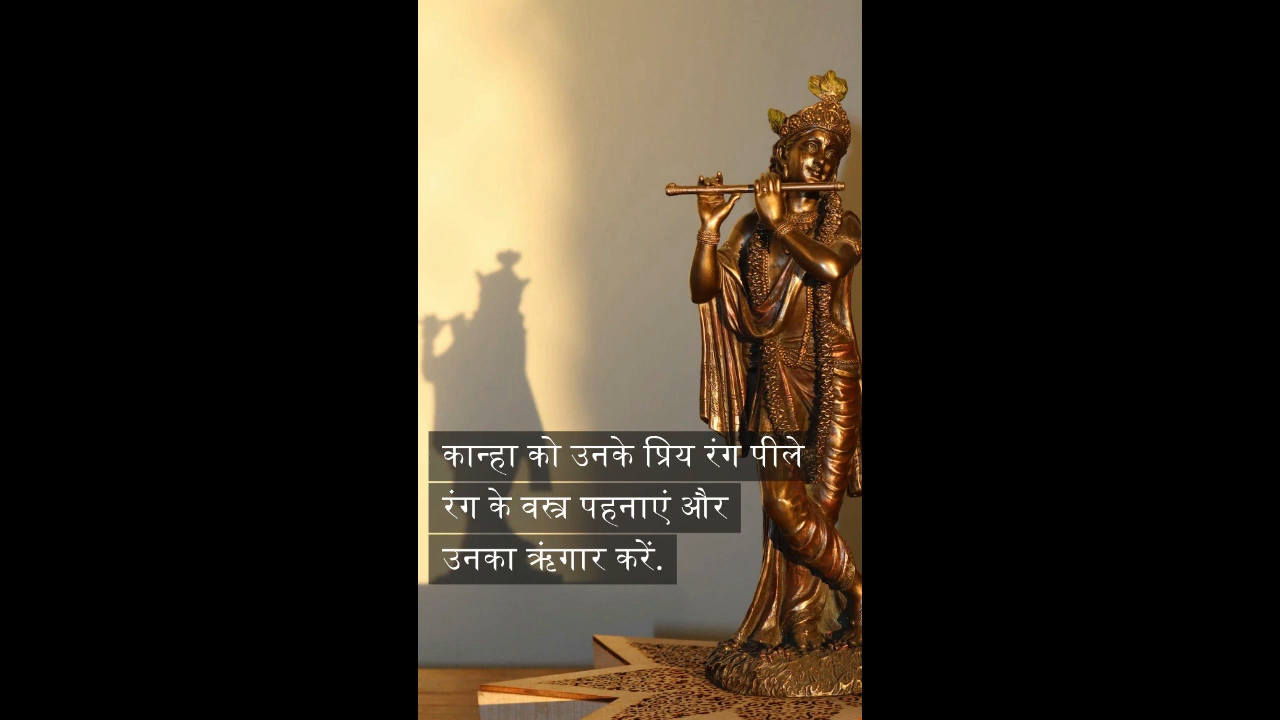 कान्हा को उनके प्रिय रंग पीले
रंग के वस्त्र पहनाएं और
उनका ऋंगार करें.